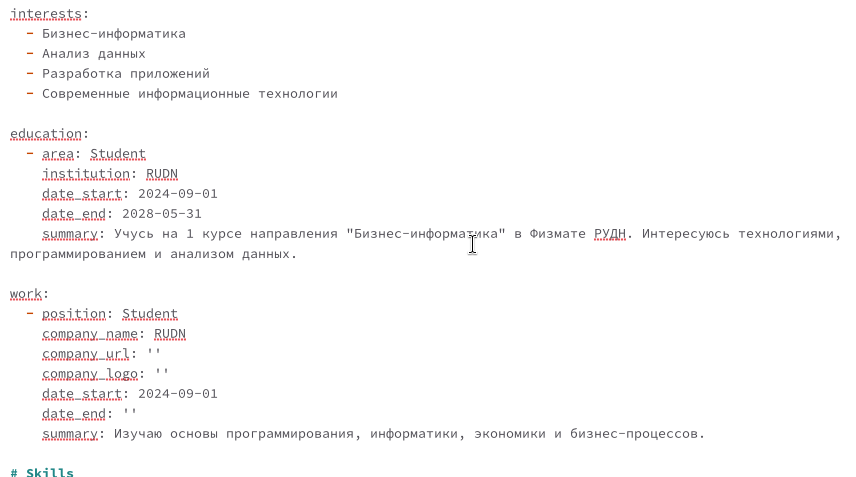 interests:
- Бизнес-информатика
- Анализ данных
- Разработка приложений
- Современные информационные технологии
education:
- area: Student
institution: RUDN
date_start: 2024-09-01
date_end: 2028-05-31
summary: Учусь на 1 курсе направления "Бизнес-информатика" в Физмате РУДН. Интересуюсь технологиями,
программированием и анализом данных.
work:
- position: Student
company_name: RUDN
company_url: ''
company_logo: ''
date_start: 2024-09-01
date_end: ''
summary: Изучаю основы программирования, информатики, экономики и бизнес-процессов.
# Skills